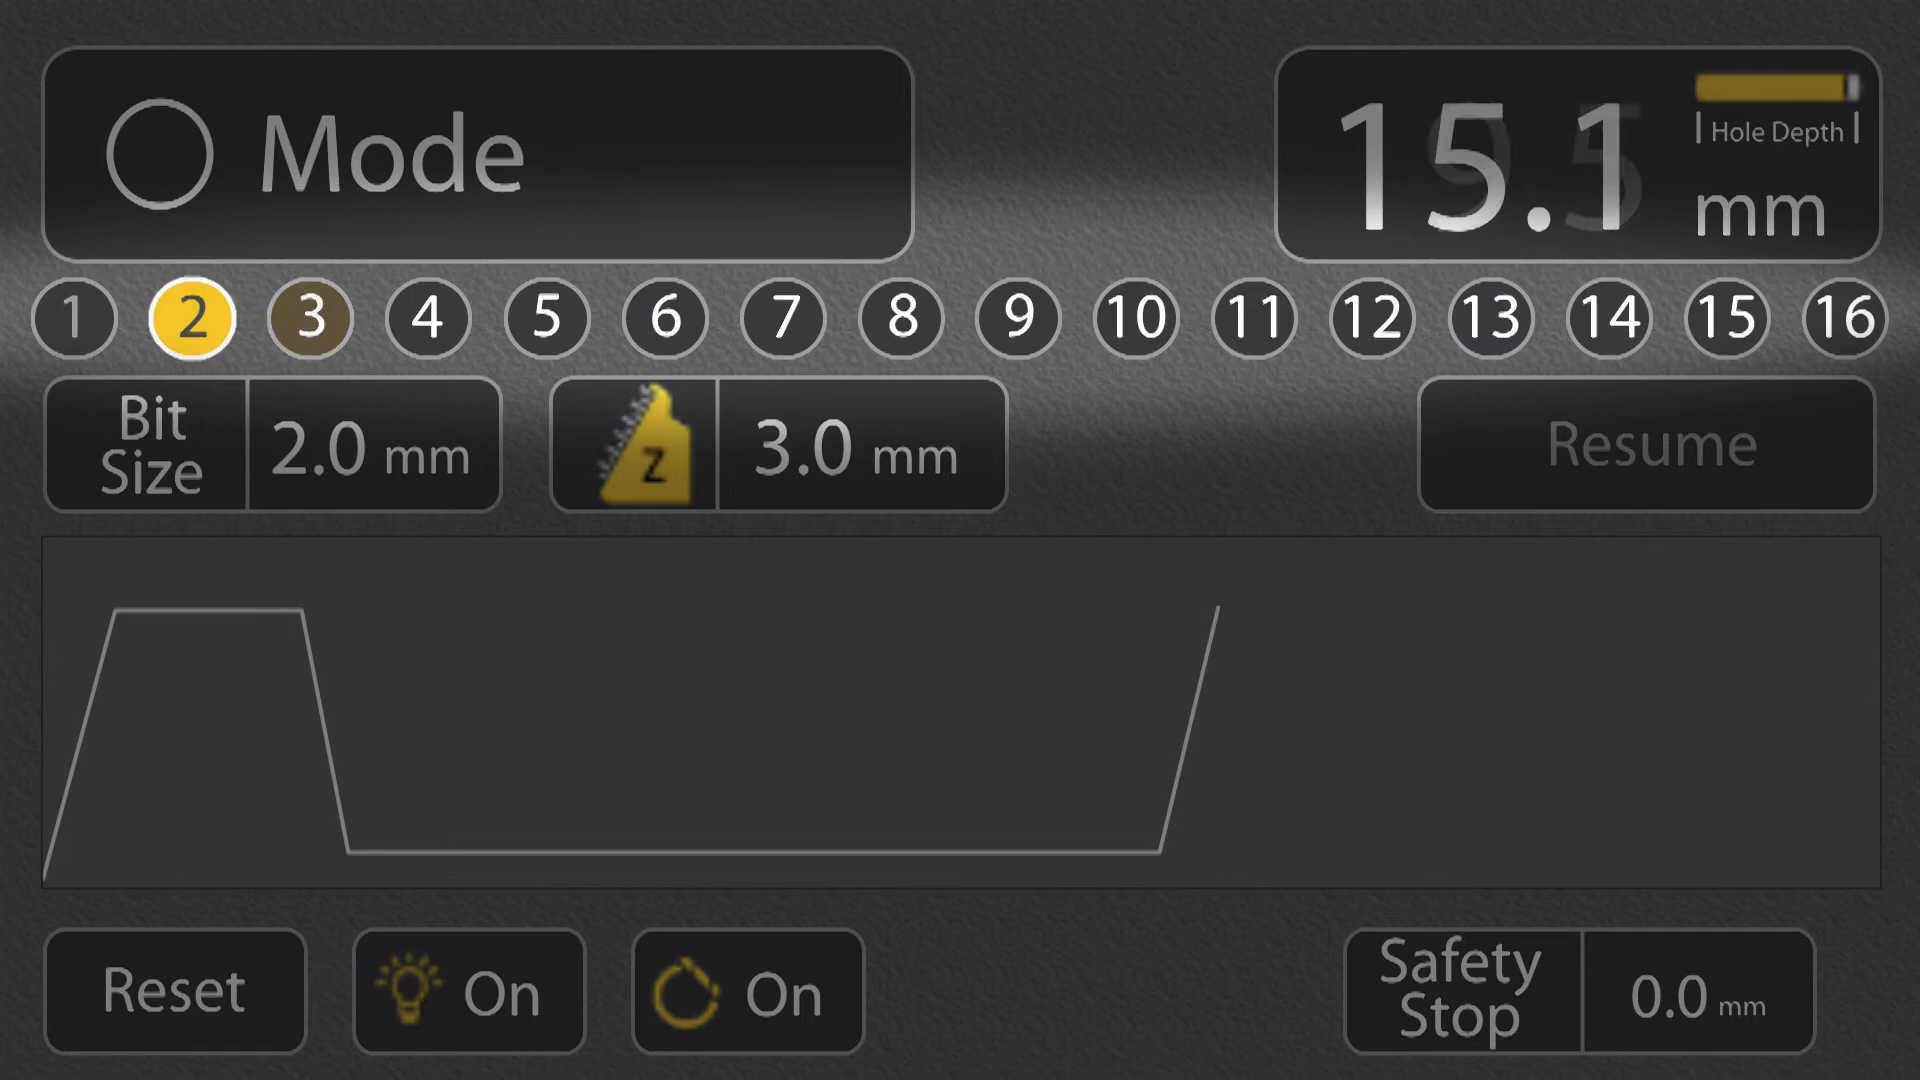 Mode
15.1
Hole Depth
mm
1 2 3 4 5 6 7 8 9 10 11 12 13 14 15 16
Bit
Size
2.0 mm
Z
3.0 mm
Resume
Reset
On
On
Safety
Stop
0.0 mm